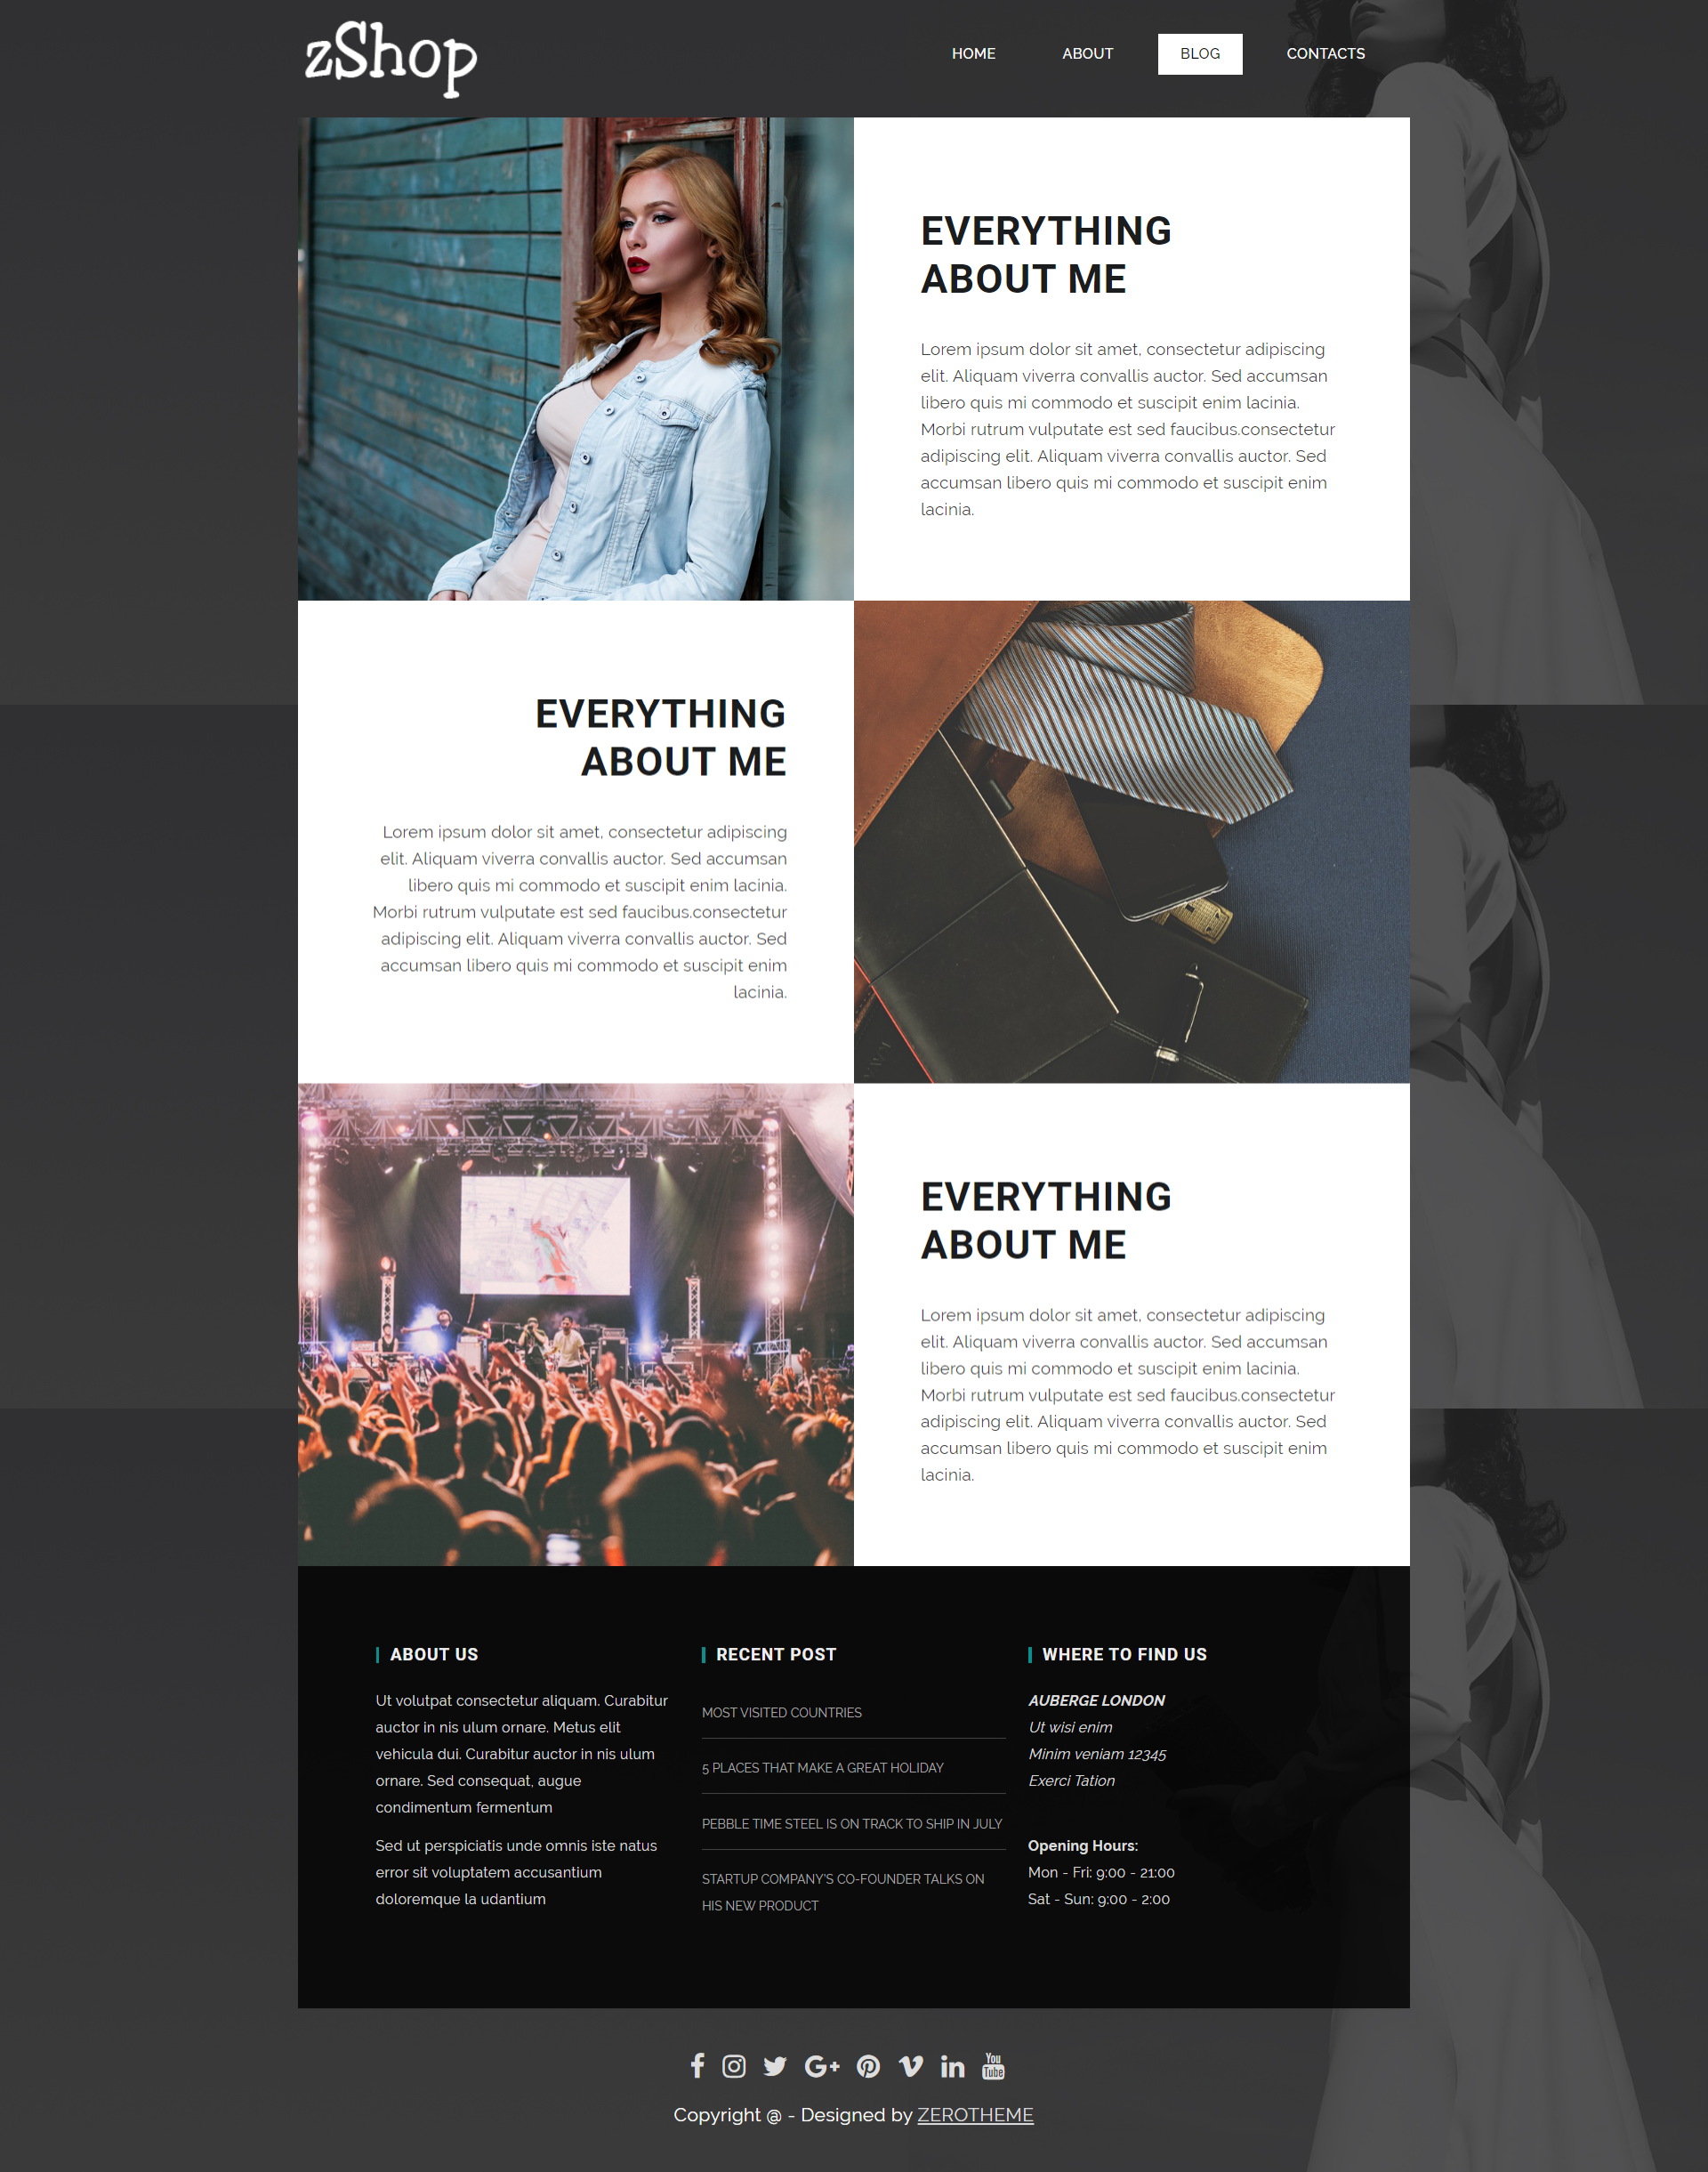 zShop
HOME ABOUT BLOG CONTACTS
EVERYTHING
ABOUT ME
Lorem ipsum dolor sit amet, consectetur adipiscing
elit. Aliquam viverra convallis auctor. Sed accumsan
libero quis mi commodo et suscipit enim lacinia.
Morbi rutrum vulputate est sed faucibus.consectetur
adipiscing elit. Aliquam viverra convallis auctor. Sed
accumsan libero quis mi commodo et suscipit enim
lacinia.
EVERYTHING
ABOUT ME
Lorem ipsum dolor sit amet, consectetur adipiscing
elit. Aliquam viverra convallis auctor. Sed accumsan
libero quis mi commodo et suscipit enim lacinia.
Morbi rutrum vulputate est sed faucibus.consectetur
adipiscing elit. Aliquam viverra convallis auctor. Sed
accumsan libero quis mi commodo et suscipit enim
lacinia.
EVERYTHING
ABOUT ME
Lorem ipsum dolor sit amet, consectetur adipiscing
elit. Aliquam viverra convallis auctor. Sed accumsan
libero quis mi commodo et suscipit enim lacinia.
Morbi rutrum vulputate est sed faucibus.consectetur
adipiscing elit. Aliquam viverra convallis auctor. Sed
accumsan libero quis mi commodo et suscipit enim
lacinia.
ABOUT US
Ut volutpat consectetur aliquam. Curabitur
auctor in nis ulum ornare. Metus elit
vehicula dui. Curabitur auctor in nis ulum
ornare. Sed consequat, augue
condimentum fermentum
Sed ut perspiciatis unde omnis iste natus
error sit voluptatem accusantium
doloremque la udantium
RECENT POST
MOST VISITED COUNTRIES
5 PLACES THAT MAKE A GREAT HOLIDAY
PEBBLE TIME STEEL IS ON TRACK TO SHIP IN JULY
STARTUP COMPANY'S CO-FOUNDER TALKS ON
HIS NEW PRODUCT
WHERE TO FIND US
AUBERGE LONDON
Ut wisi enim
Minim veniam 12345
Exerci Tation
Opening Hours:
Mon - Fri: 9:00 - 21:00
Sat - Sun: 9:00 - 2:00
You
Tube
Copyright @ - Designed by ZEROTHEME